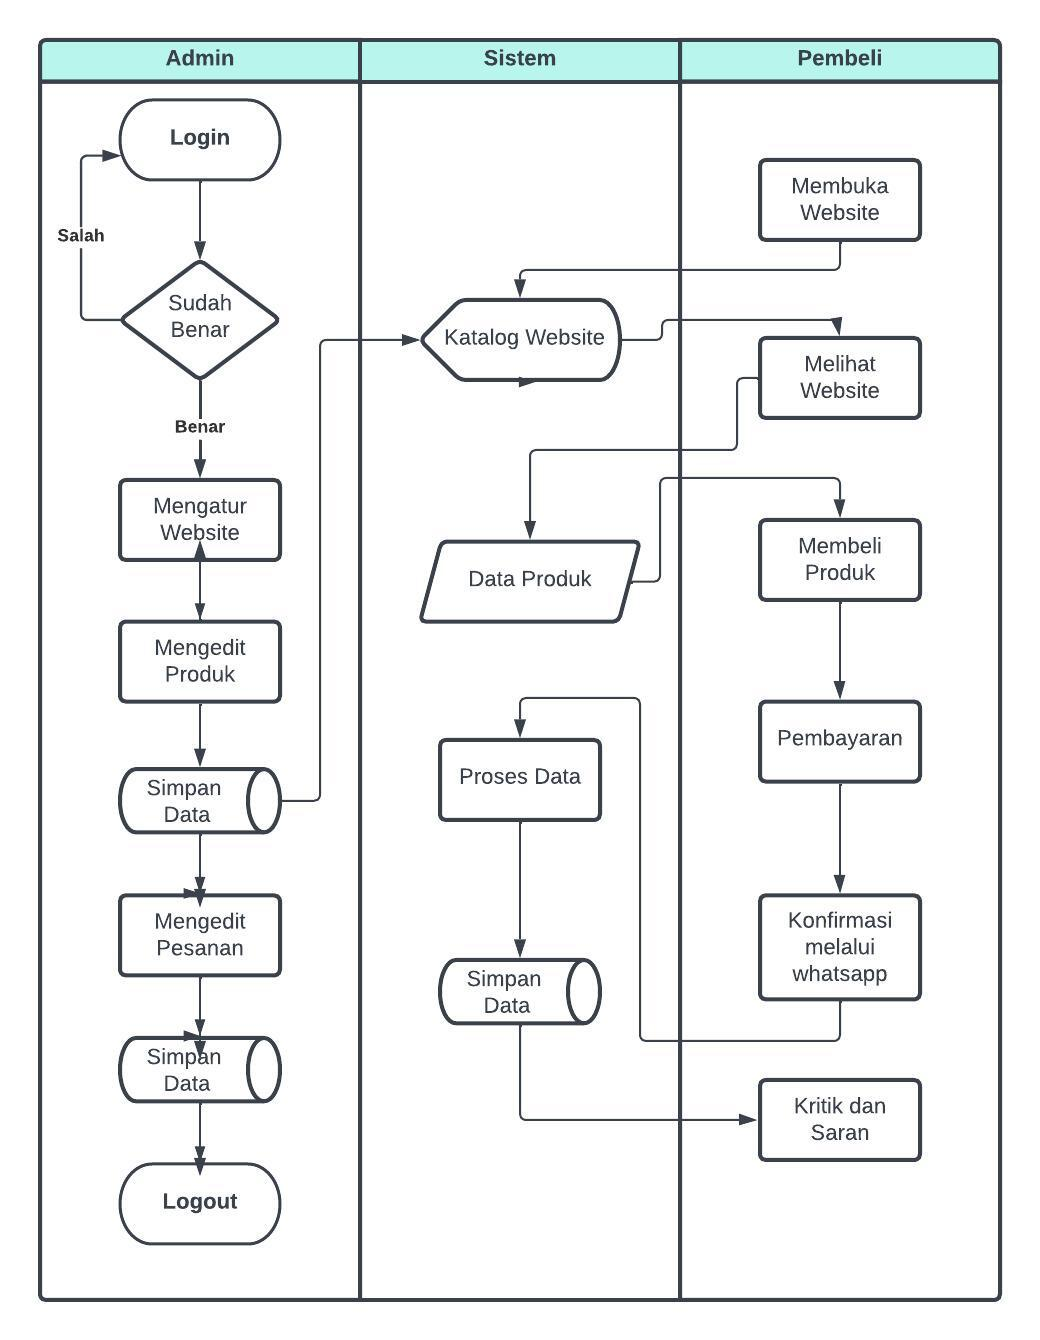 Admin
Sistem
Pembeli
Login
Salah
Sudah
Benar
Benar
Mengatur
Website
Mengedit
Produk
Simpan
Data
Mengedit
Pesanan
Simpan
Data
Logout
Katalog Website
Data Produk
Proses Data
Simpan
Data
Membuka
Website
Melihat
Website
Membeli
Produk
Pembayaran
Konfirmasi
melalui
whatsapp
Kritik dan
Saran